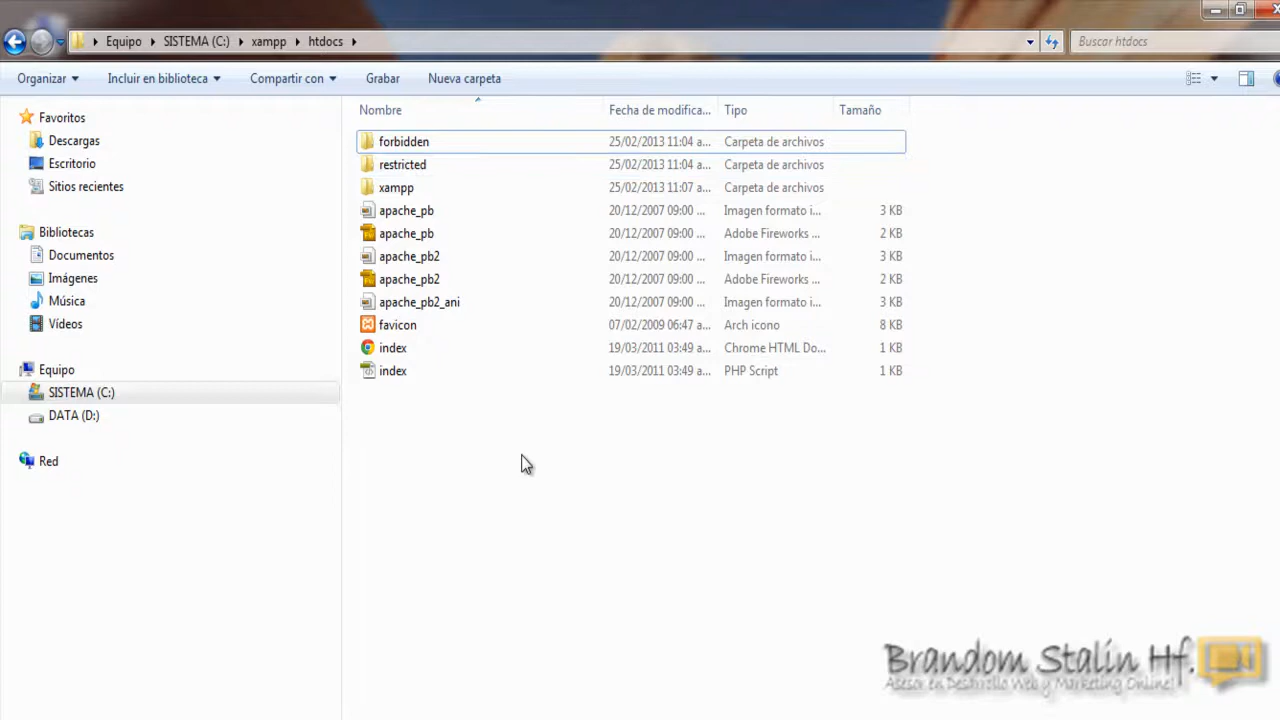 Equipo SISTEMA (C:) xampp htdocs
Buscar htdocs
Organizar Incluir en biblioteca Compartir con Grabar Nueva carpeta
Favoritos
Descargas
Escritorio
Sitios recientes
Bibliotecas
Documentos
Imágenes
Música
Vídeos
Equipo
SISTEMA (C:)
DATA (D:)
Red
Nombre Fecha de modifica... Tipo Tamaño
forbidden 25/02/2013 11:04 a... Carpeta de archivos
restricted 25/02/2013 11:04 a... Carpeta de archivos
xampp 25/02/2013 11:07 a... Carpeta de archivos
apache_pb 20/12/2007 09:00 ... Imagen formato i... 3 KB
apache_pb 20/12/2007 09:00 ... Adobe Fireworks ... 2 KB
apache_pb2 20/12/2007 09:00 ... Imagen formato i... 3 KB
apache_pb2 20/12/2007 09:00 ... Adobe Fireworks ... 2 KB
apache_pb2_ani 20/12/2007 09:00 ... Imagen formato i... 3 KB
favicon 07/02/2009 06:47 a... Arch icono 8 KB
index 19/03/2011 03:49 a... Chrome HTML Do... 1 KB
index 19/03/2011 03:49 a... PHP Script 1 KB
Brandom Stalin Hf.
Asesor en Desarrollo Web y Marketing Online!